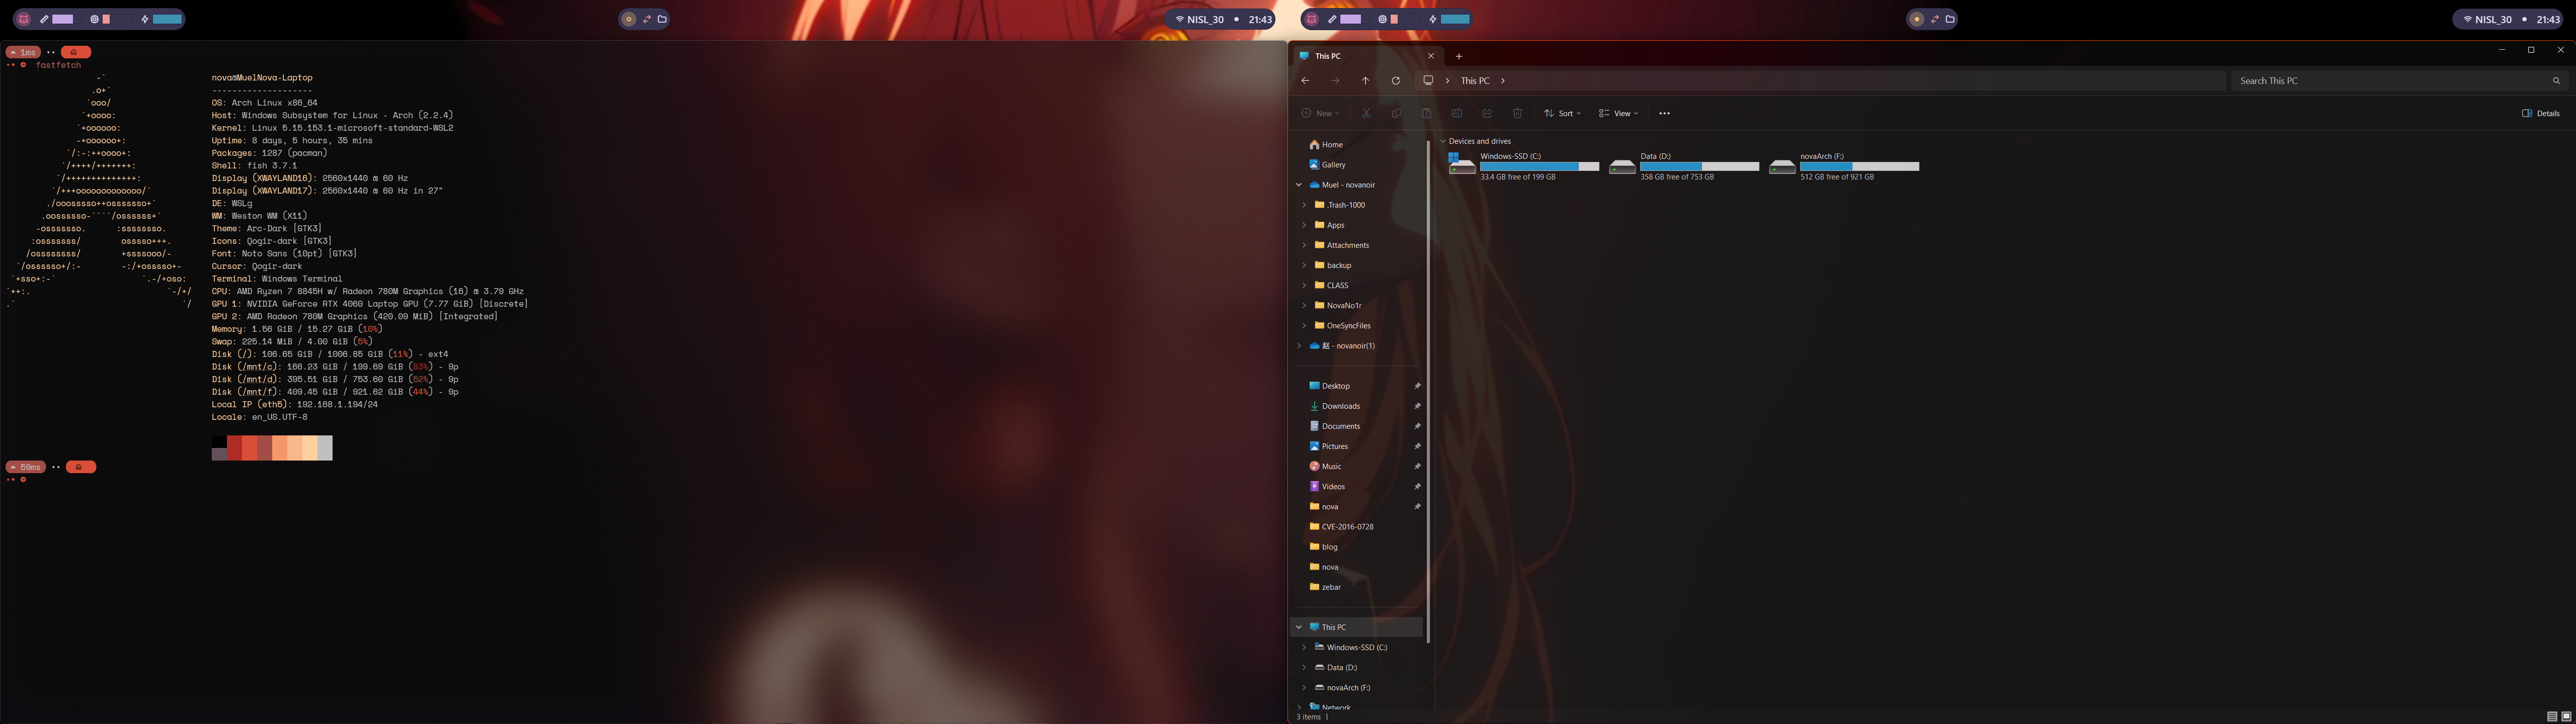 NISL_30 21:43
NISL_30 21:43
1ms
fastfetch
nova@MuelNova-Laptop
--------------------
OS: Arch Linux x86_64
Host: Windows Subsystem for Linux - Arch (2.2.4)
Kernel: Linux 5.15.153.1-microsoft-standard-WSL2
Uptime: 8 days, 5 hours, 35 mins
Packages: 1287 (pacman)
Shell: fish 3.7.1
Display (XWAYLAND16): 2560x1440 @ 60 Hz
Display (XWAYLAND17): 2560x1440 @ 60 Hz in 27"
DE: WSLg
WM: Weston WM (X11)
Theme: Arc-Dark [GTK3]
Icons: Qogir-dark [GTK3]
Font: Noto Sans (10pt) [GTK3]
Cursor: Qogir-dark
Terminal: Windows Terminal
CPU: AMD Ryzen 7 8845H w/ Radeon 780M Graphics (16) @ 3.79 GHz
GPU 1: NVIDIA GeForce RTX 4060 Laptop GPU (7.77 GiB) [Discrete]
GPU 2: AMD Radeon 780M Graphics (420.09 MiB) [Integrated]
Memory: 1.56 GiB / 15.27 GiB (10%)
Swap: 225.14 MiB / 4.00 GiB (5%)
Disk (/): 106.65 GiB / 1006.85 GiB (11%) - ext4
Disk (/mnt/c): 166.23 GiB / 199.69 GiB (83%) - 9p
Disk (/mnt/d): 395.51 GiB / 753.60 GiB (52%) - 9p
Disk (/mnt/f): 409.45 GiB / 921.62 GiB (44%) - 9p
Local IP (eth5): 192.168.1.194/24
Locale: en_US.UTF-8
59ms
This PC
This PC
Search This PC
New
Sort
View
Details
Home
Gallery
Muel - novanoir
.Trash-1000
Apps
Attachments
backup
CLASS
NovaNo1r
OneSyncFiles
赵 - novanoir(1)
Desktop
Downloads
Documents
Pictures
Music
Videos
nova
CVE-2016-0728
blog
nova
zebar
This PC
Windows-SSD (C:)
Data (D:)
novaArch (F:)
Network
3 items
Devices and drives
Windows-SSD (C:)
33.4 GB free of 199 GB
Data (D:)
358 GB free of 753 GB
novaArch (F:)
512 GB free of 921 GB